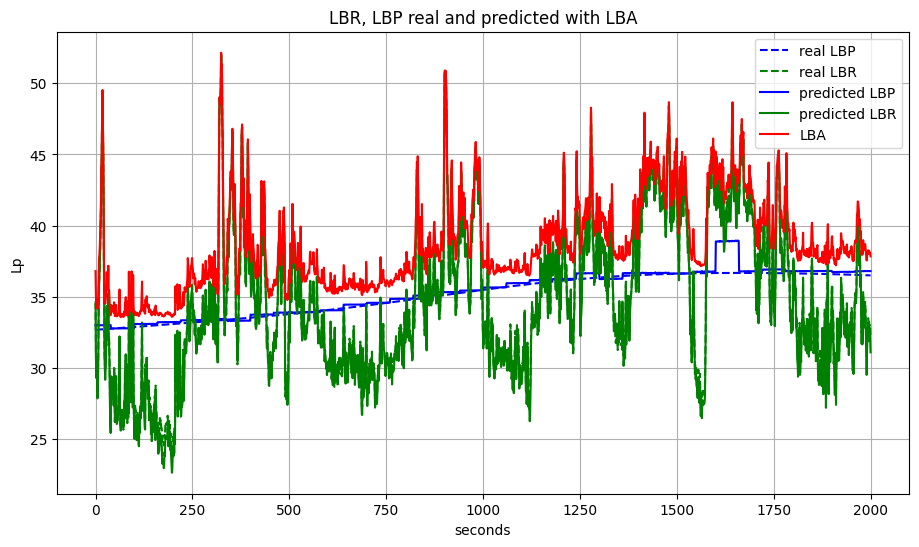 LBR, LBP real and predicted with LBA
real LBP
real LBR
predicted LBP
predicted LBR
LBA
50
45
40
35
30
25
Lp
0 250 500 750 1000 1250 1500 1750 2000
seconds